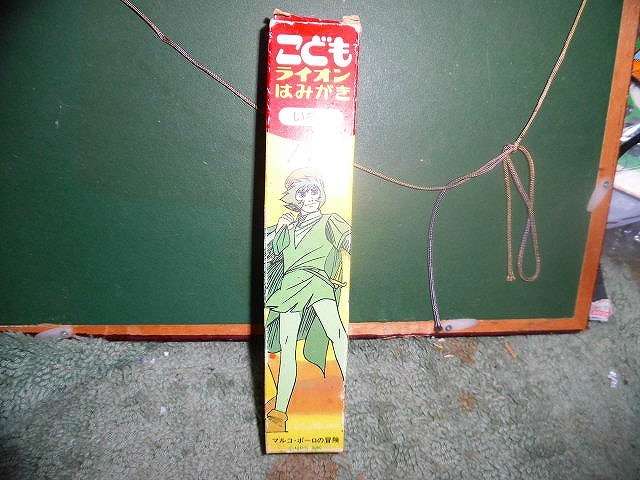 こども
ライオン
はみがき
マルコ・ポーロの冒険